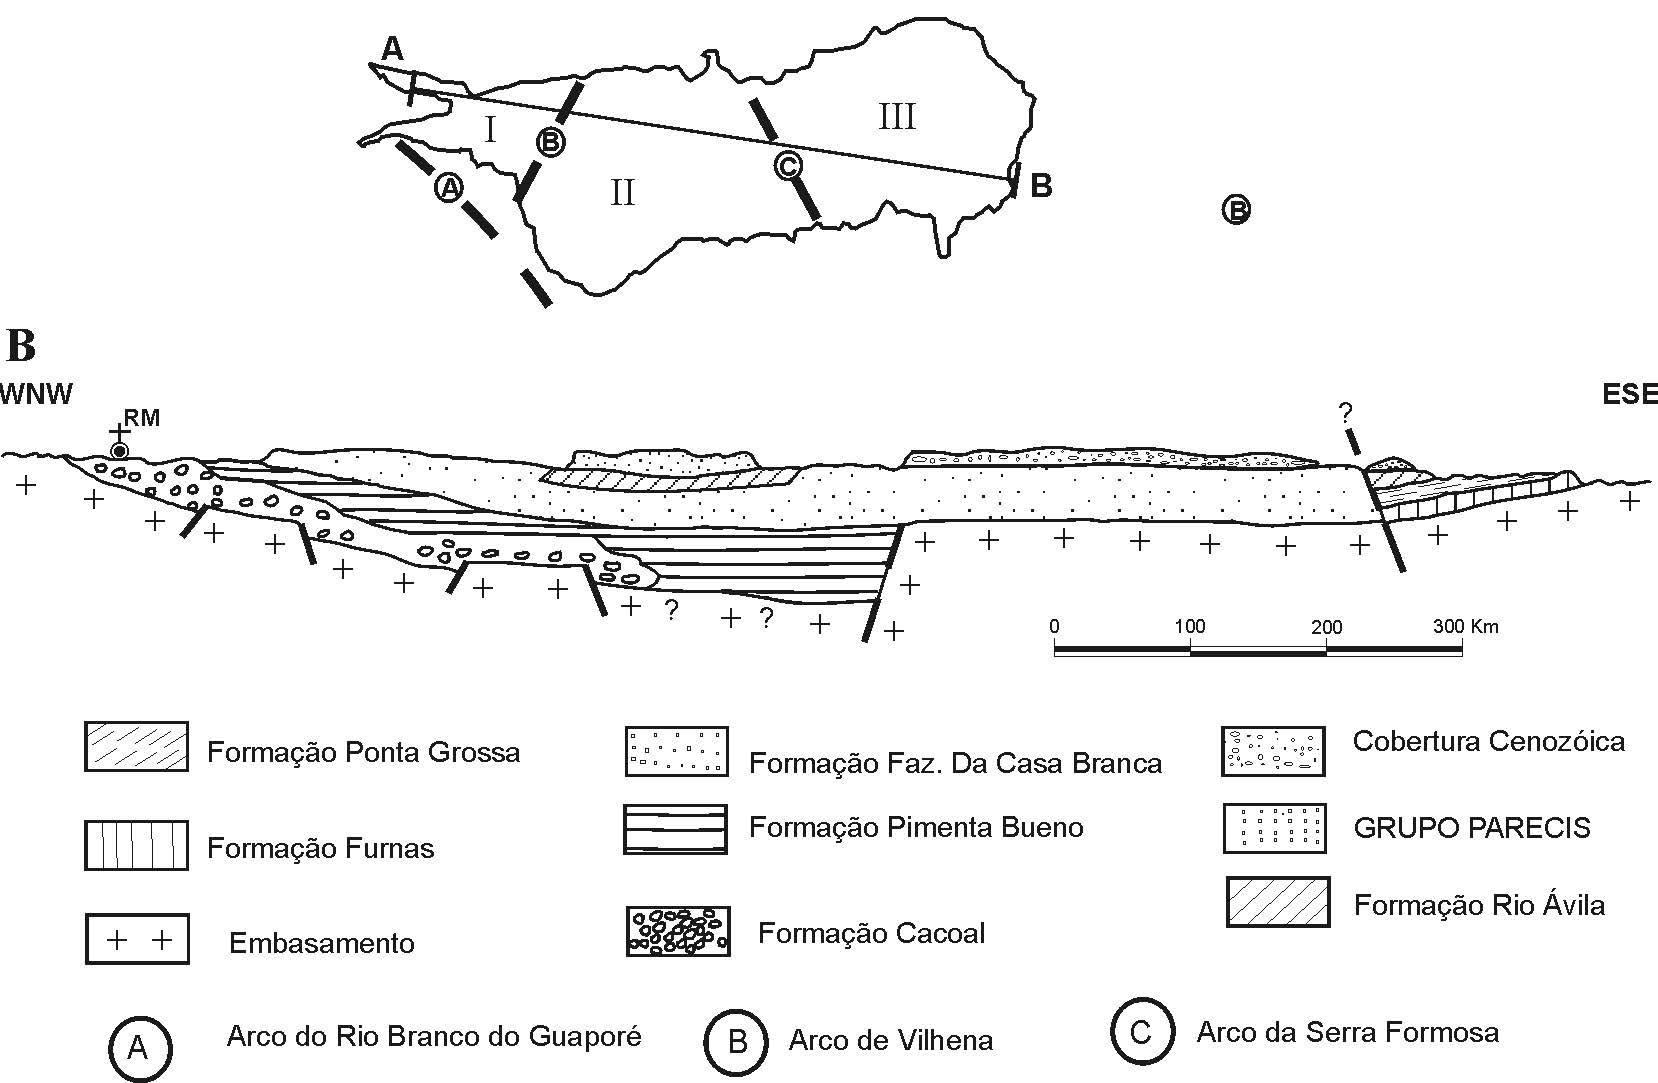 A
I
B
III
C
A
II
B
B
B
WNW
ESE
RM
?
? ?
0 100 200 300 Km
Formação Ponta Grossa
Formação Faz. Da Casa Branca
Cobertura Cenozóica
Formação Furnas
Formação Pimenta Bueno
GRUPO PARECIS
Embasamento
Formação Cacoal
Formação Rio Ávila
A Arco do Rio Branco do Guaporé
B Arco de Vilhena
C Arco da Serra Formosa